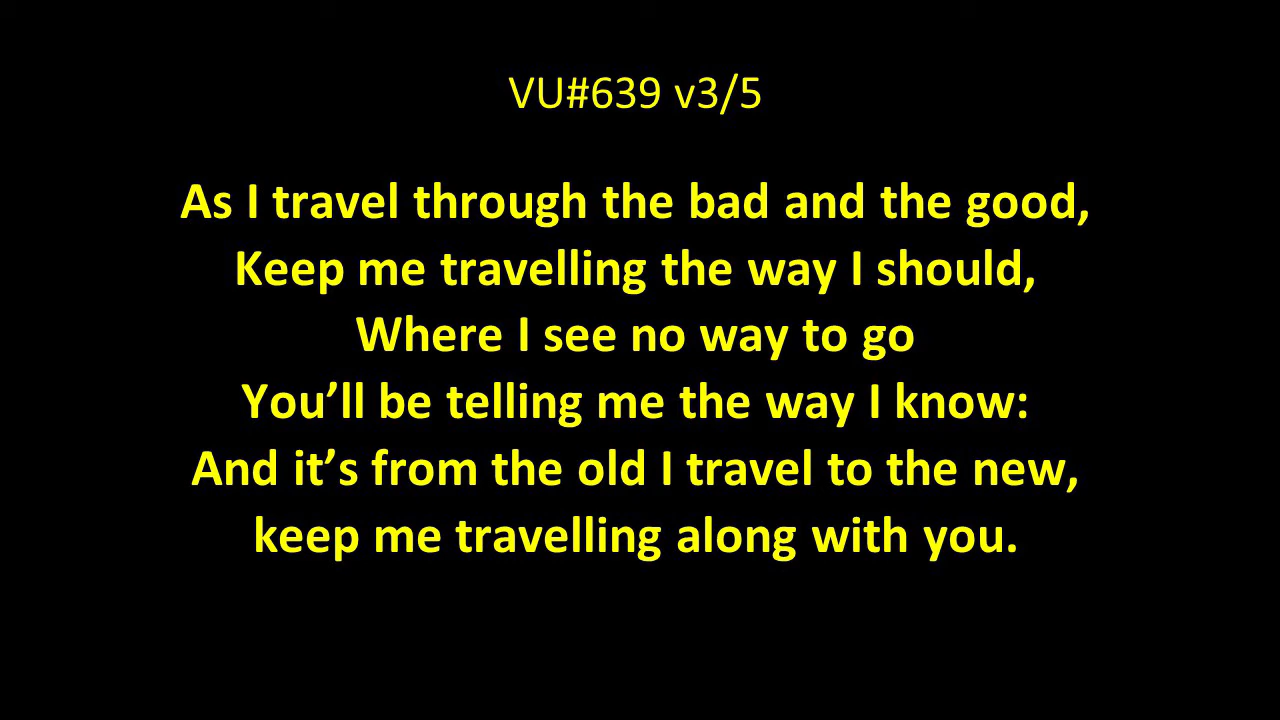 VU#639 v3/5
As I travel through the bad and the good,
Keep me travelling the way I should,
Where I see no way to go
You’ll be telling me the way I know:
And it’s from the old I travel to the new,
keep me travelling along with you.